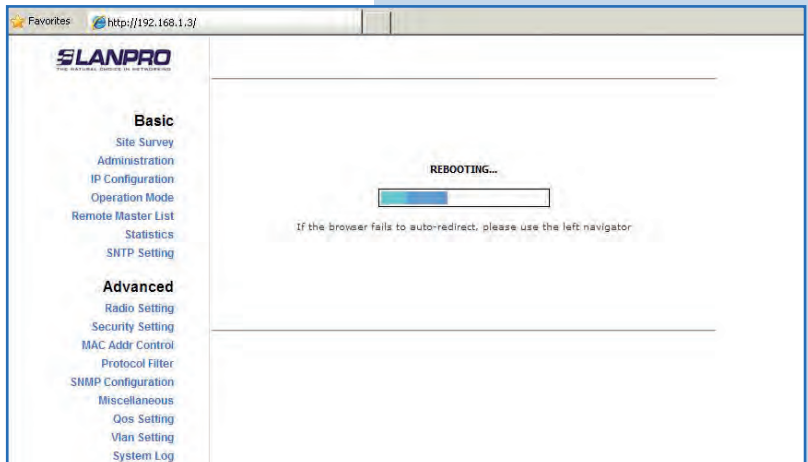 Favorites http://192.168.1.3/
LANPRO
THE NATURAL CHOICE IN NETWORKING
Basic
Site Survey
Administration
IP Configuration
Operation Mode
Remote Master List
Statistics
SNTP Setting
Advanced
Radio Setting
Security Setting
MAC Addr Control
Protocol Filter
SNMP Configuration
Miscellaneous
Qos Setting
Vlan Setting
System Log
REBOOTING...
If the browser fails to auto-redirect, please use the left navigator